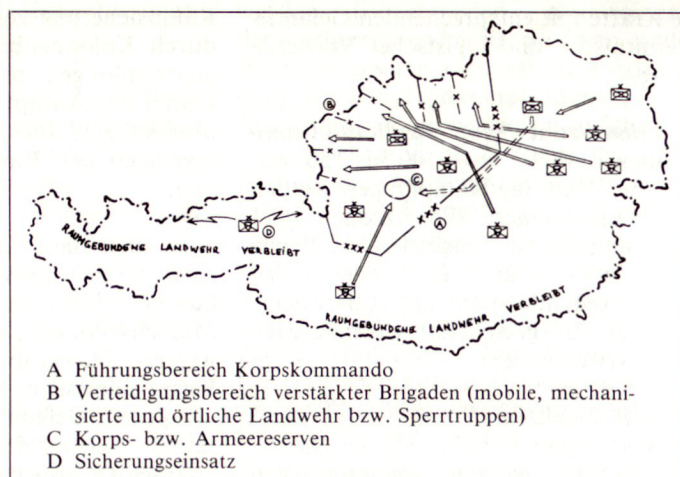 B
C
A
D
RAUMGEBUNDENE LANDWEHR VERBLEIBT
RAUMGEBUNDENE LANDWEHR VERBLEIBT
A Führungsbereich Korpskommando
B Verteidigungsbereich verstärkter Brigaden (mobile, mechani-
sierte und örtliche Landwehr bzw. Sperrtruppen)
C Korps- bzw. Armeereserven
D Sicherungseinsatz